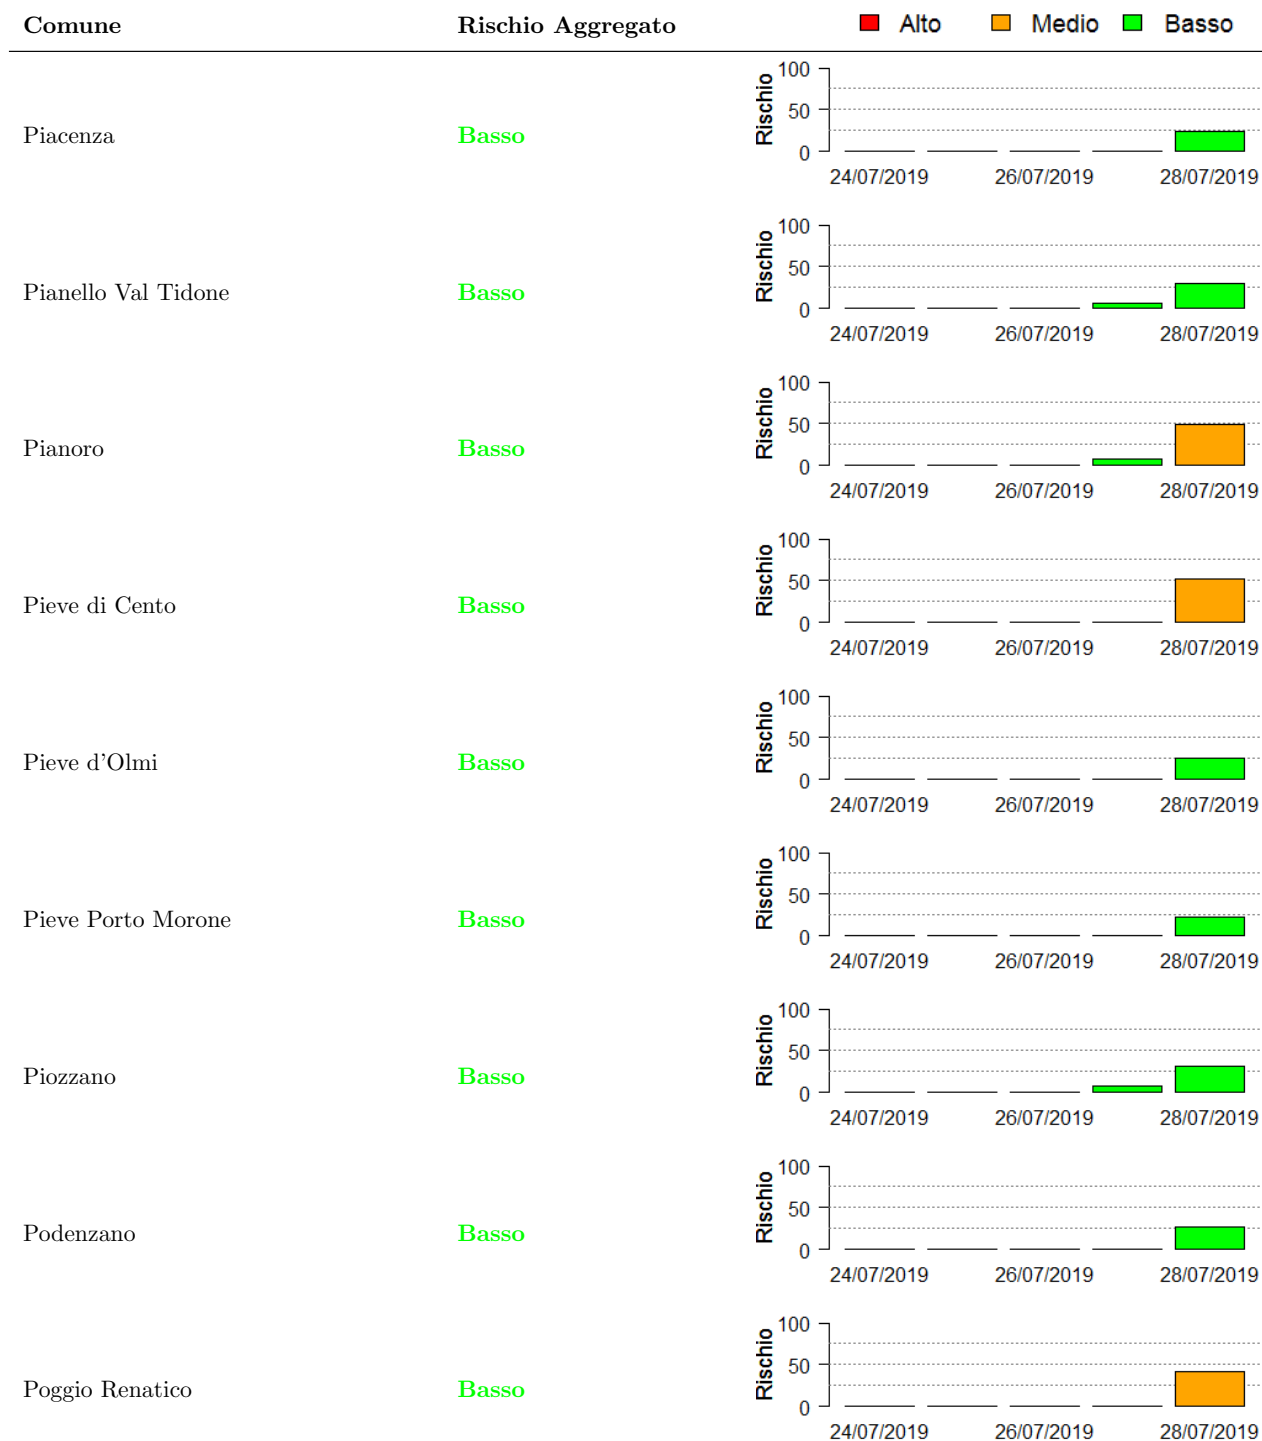 Comune Rischio Aggregato Alto Medio Basso
Piacenza Basso
Rischio
100
50
0
24/07/2019 26/07/2019 28/07/2019
Pianello Val Tidone Basso
Rischio
100
50
0
24/07/2019 26/07/2019 28/07/2019
Pianoro Basso
Rischio
100
50
0
24/07/2019 26/07/2019 28/07/2019
Pieve di Cento Basso
Rischio
100
50
0
24/07/2019 26/07/2019 28/07/2019
Pieve d'Olmi Basso
Rischio
100
50
0
24/07/2019 26/07/2019 28/07/2019
Pieve Porto Morone Basso
Rischio
100
50
0
24/07/2019 26/07/2019 28/07/2019
Piozzano Basso
Rischio
100
50
0
24/07/2019 26/07/2019 28/07/2019
Podenzano Basso
Rischio
100
50
0
24/07/2019 26/07/2019 28/07/2019
Poggio Renatico Basso
Rischio
100
50
0
24/07/2019 26/07/2019 28/07/2019